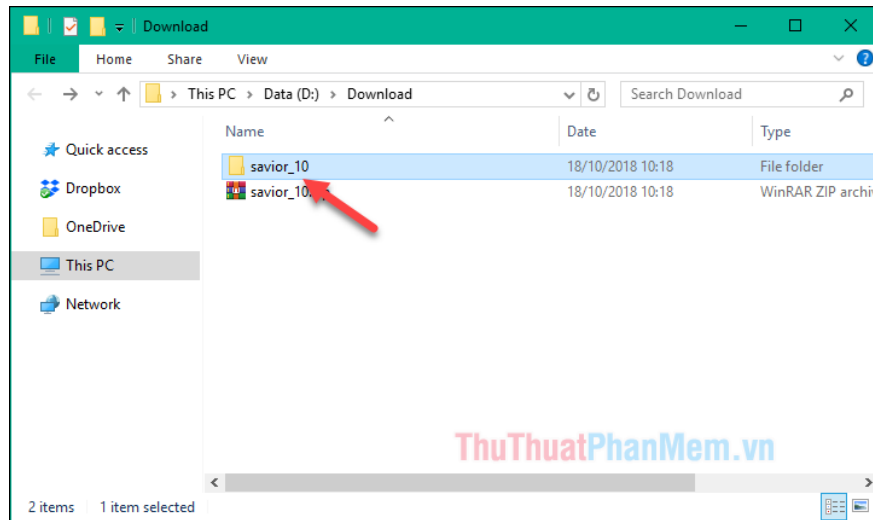 Download
File Home Share View
This PC > Data (D:) > Download
Search Download
Name Date Type
Quick access
savior_10 18/10/2018 10:18 File folder
Dropbox
savior_10 18/10/2018 10:18 WinRAR ZIP archi
OneDrive
This PC
Network
ThuThuatPhanMem.vn
2 items 1 item selected